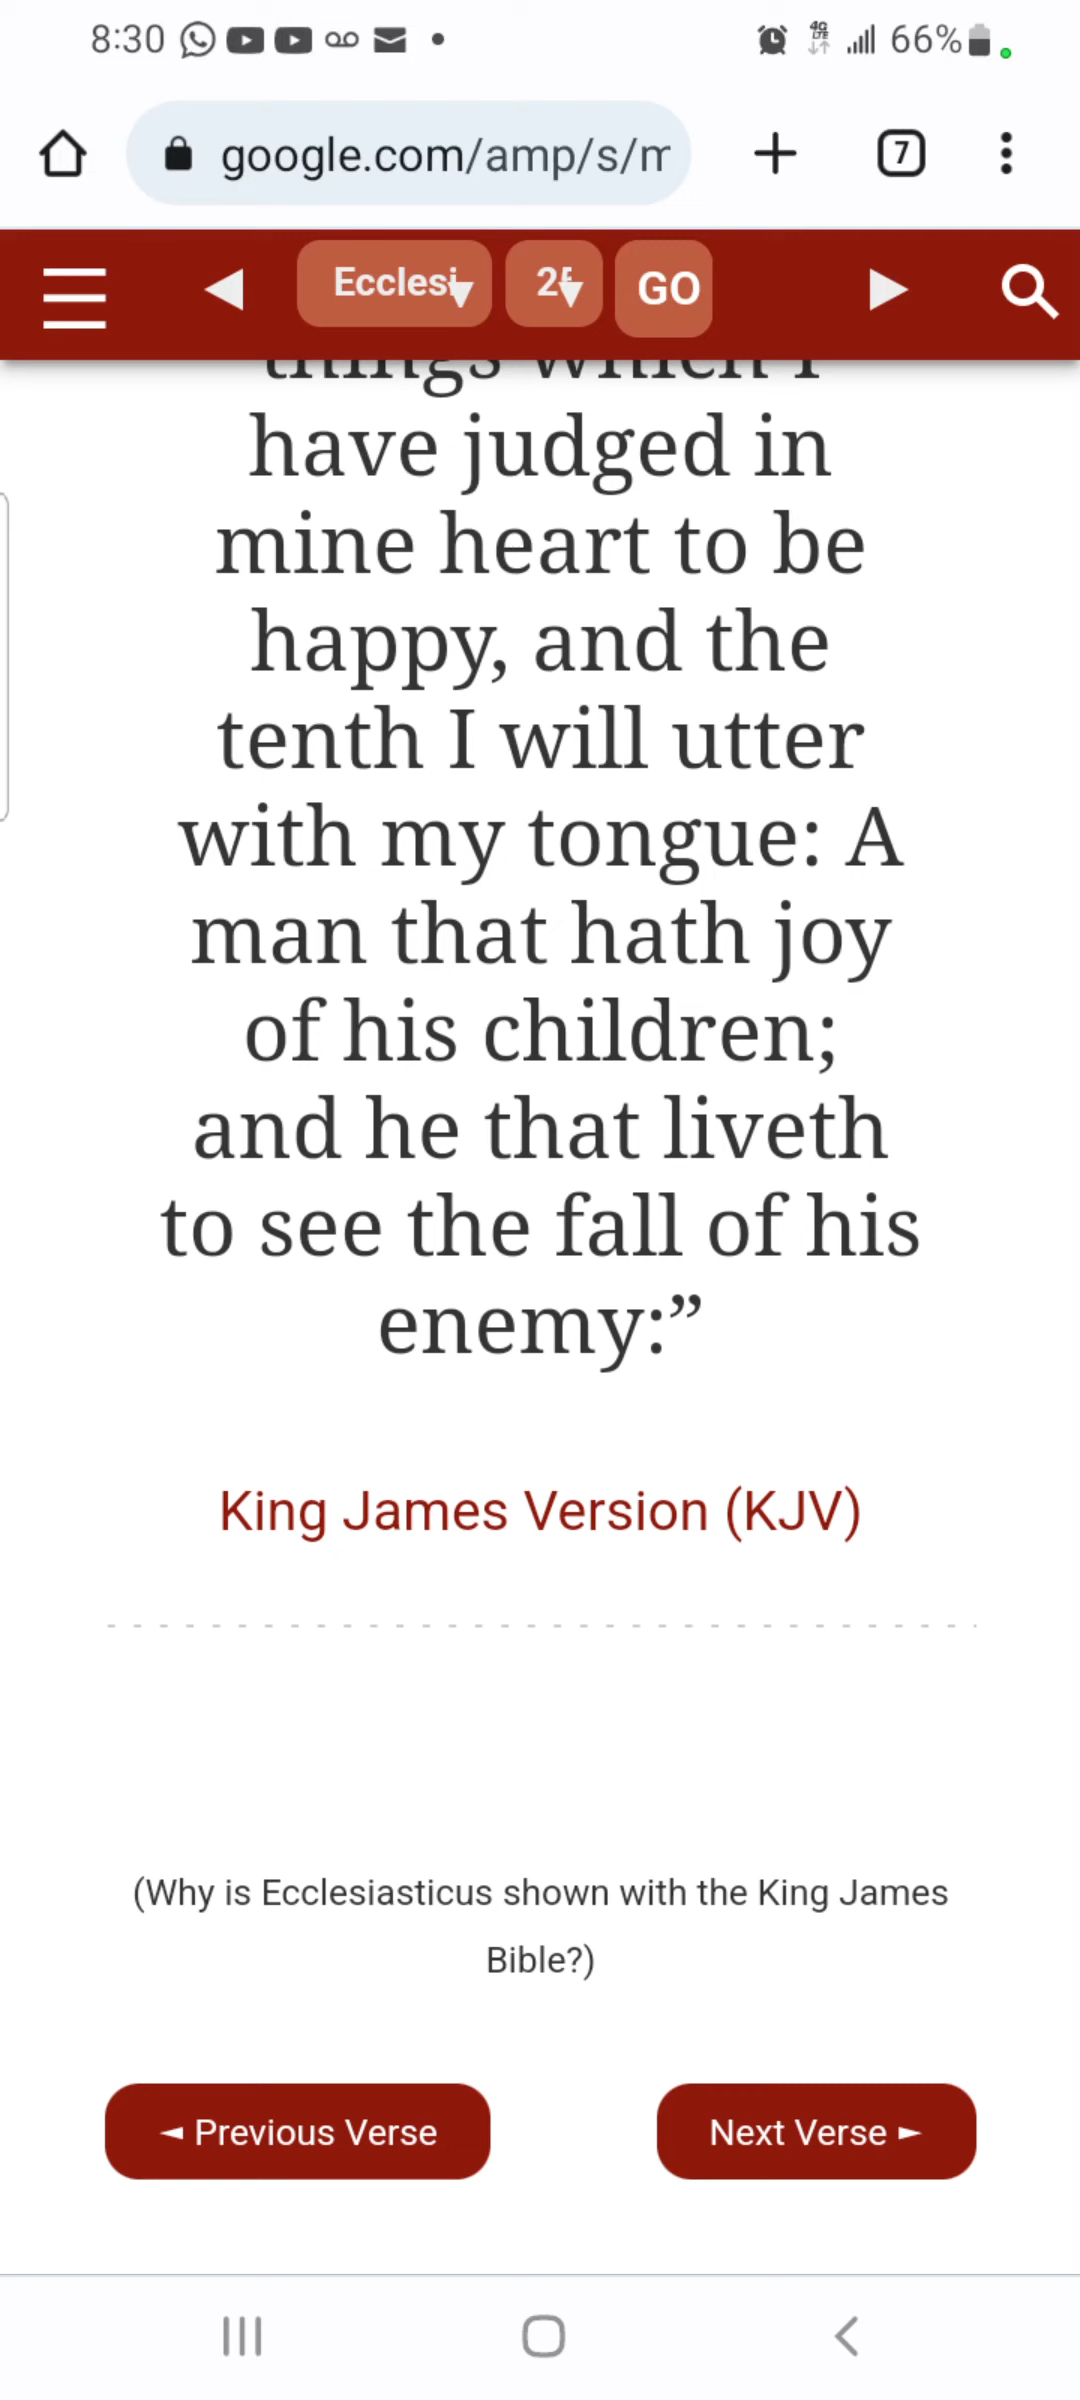 8:30 66%
google.com/amp/s/m 7
Ecclesi GO
things which I
have judged in
mine heart to be
happy, and the
tenth I will utter
with my tongue: A
man that hath joy
of his children;
and he that liveth
to see the fall of his
enemy:”
King James Version (KJV)
(Why is Ecclesiasticus shown with the King James
Bible?)
◄ Previous Verse Next Verse ►